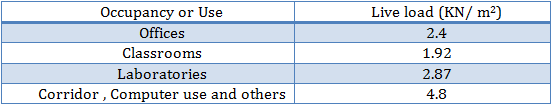 Occupancy or Use Live load (KN/ m²)
Offices 2.4
Classrooms 1.92
Laboratories 2.87
Corridor , Computer use and others 4.8